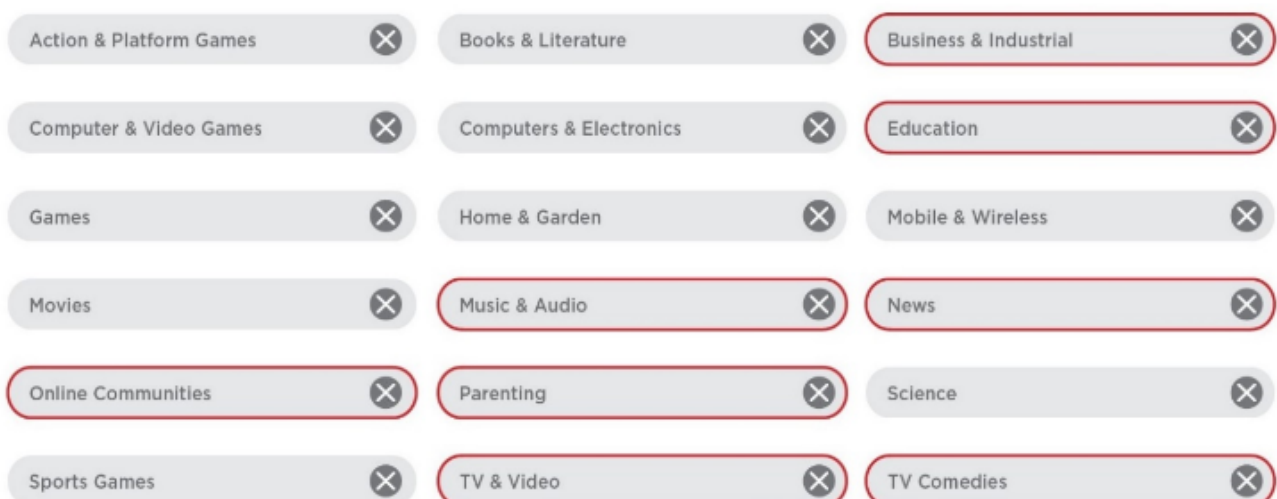 Action & Platform Games
Books & Literature
Business & Industrial
Computer & Video Games
Computers & Electronics
Education
Games
Home & Garden
Mobile & Wireless
Movies
Music & Audio
News
Online Communities
Parenting
Science
Sports Games
TV & Video
TV Comedies